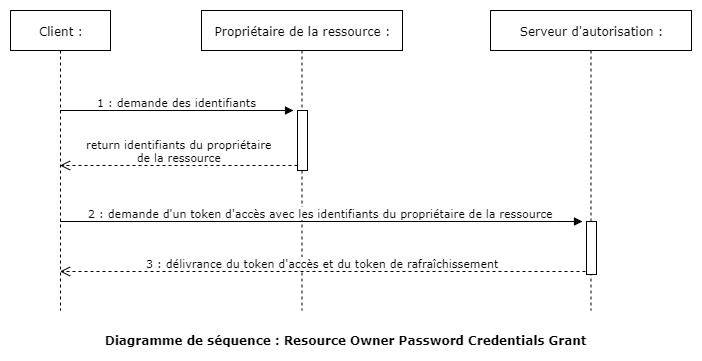 Client :
Propriétaire de la ressource :
Serveur d'autorisation :
1 : demande des identifiants
return identifiants du propriétaire
de la ressource
2 : demande d'un token d'accès avec les identifiants du propriétaire de la ressource
3 : délivrance du token d'accès et du token de rafraîchissement
Diagramme de séquence : Resource Owner Password Credentials Grant